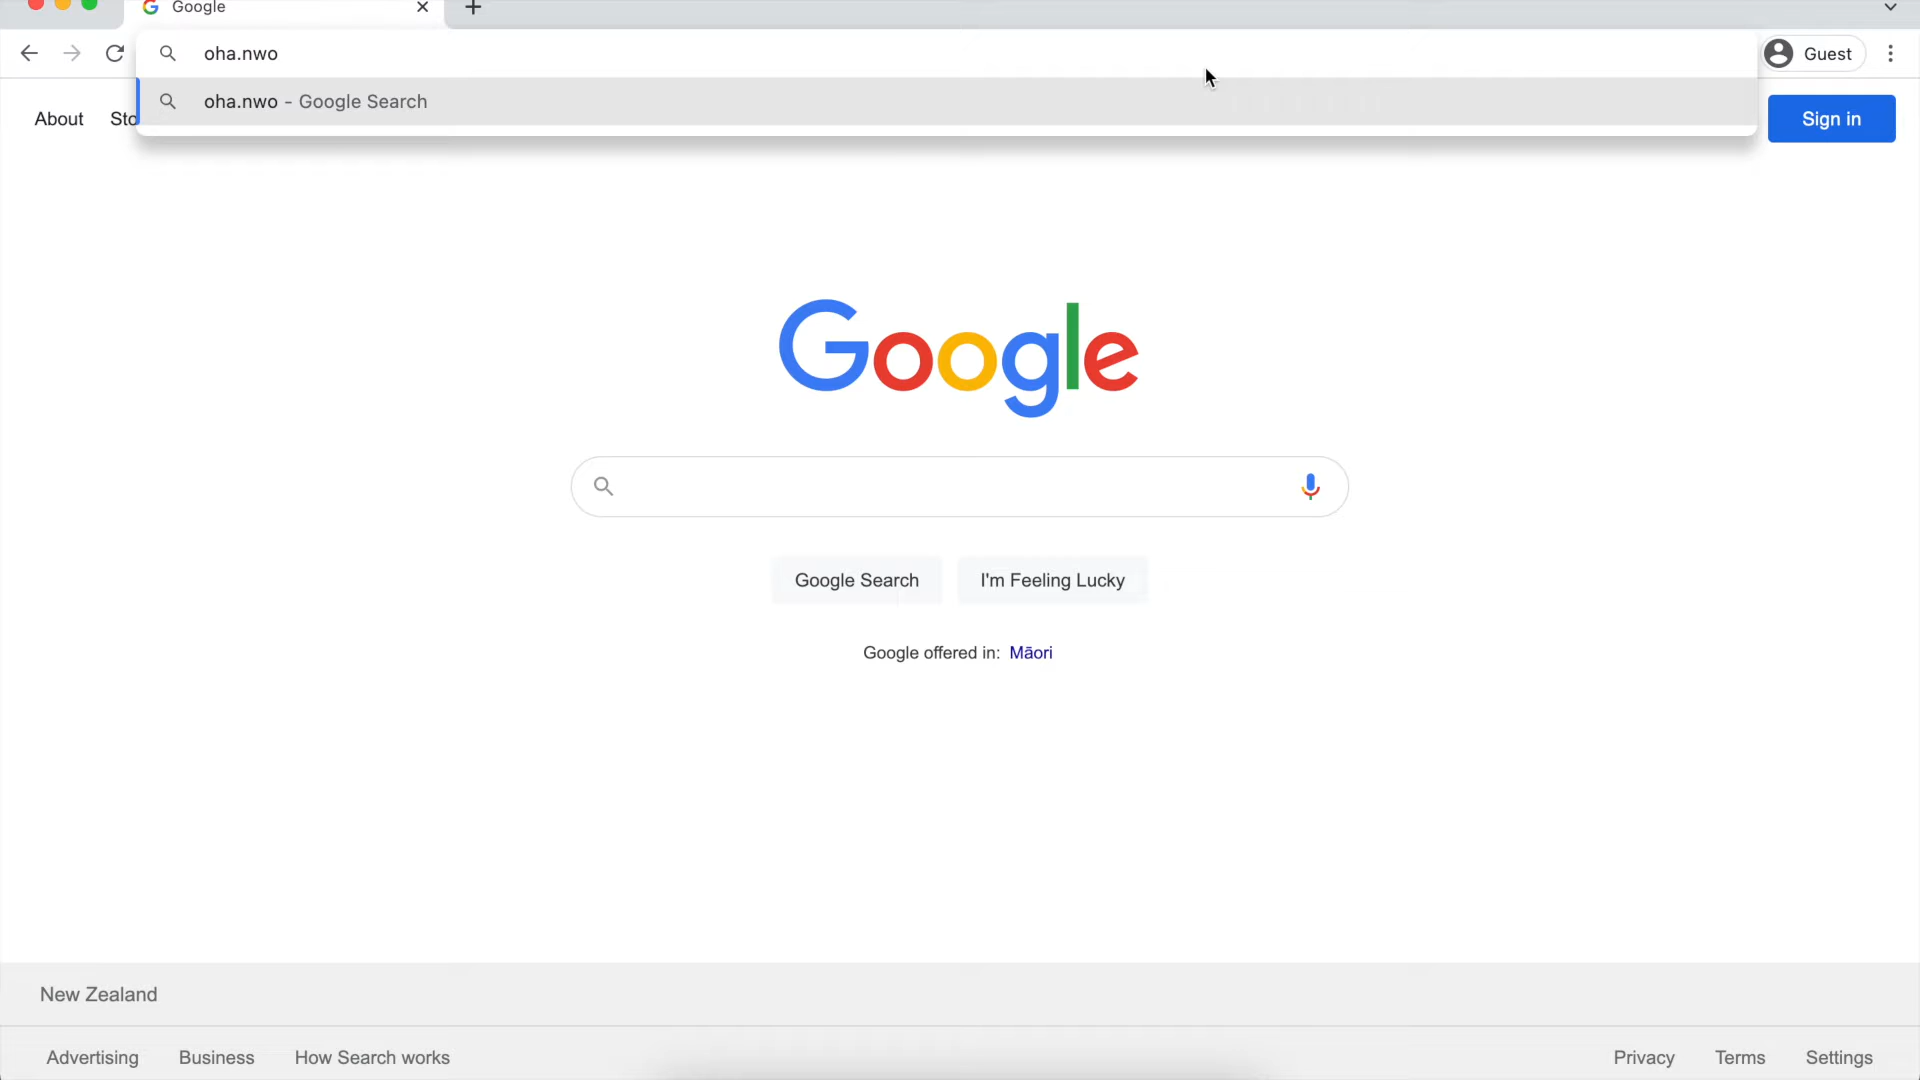 Google
oha.nwo
Guest
oha.nwo - Google Search
About Sto
Sign in
Google
Google Search I'm Feeling Lucky
Google offered in: Māori
New Zealand
Advertising Business How Search works Privacy Terms Settings